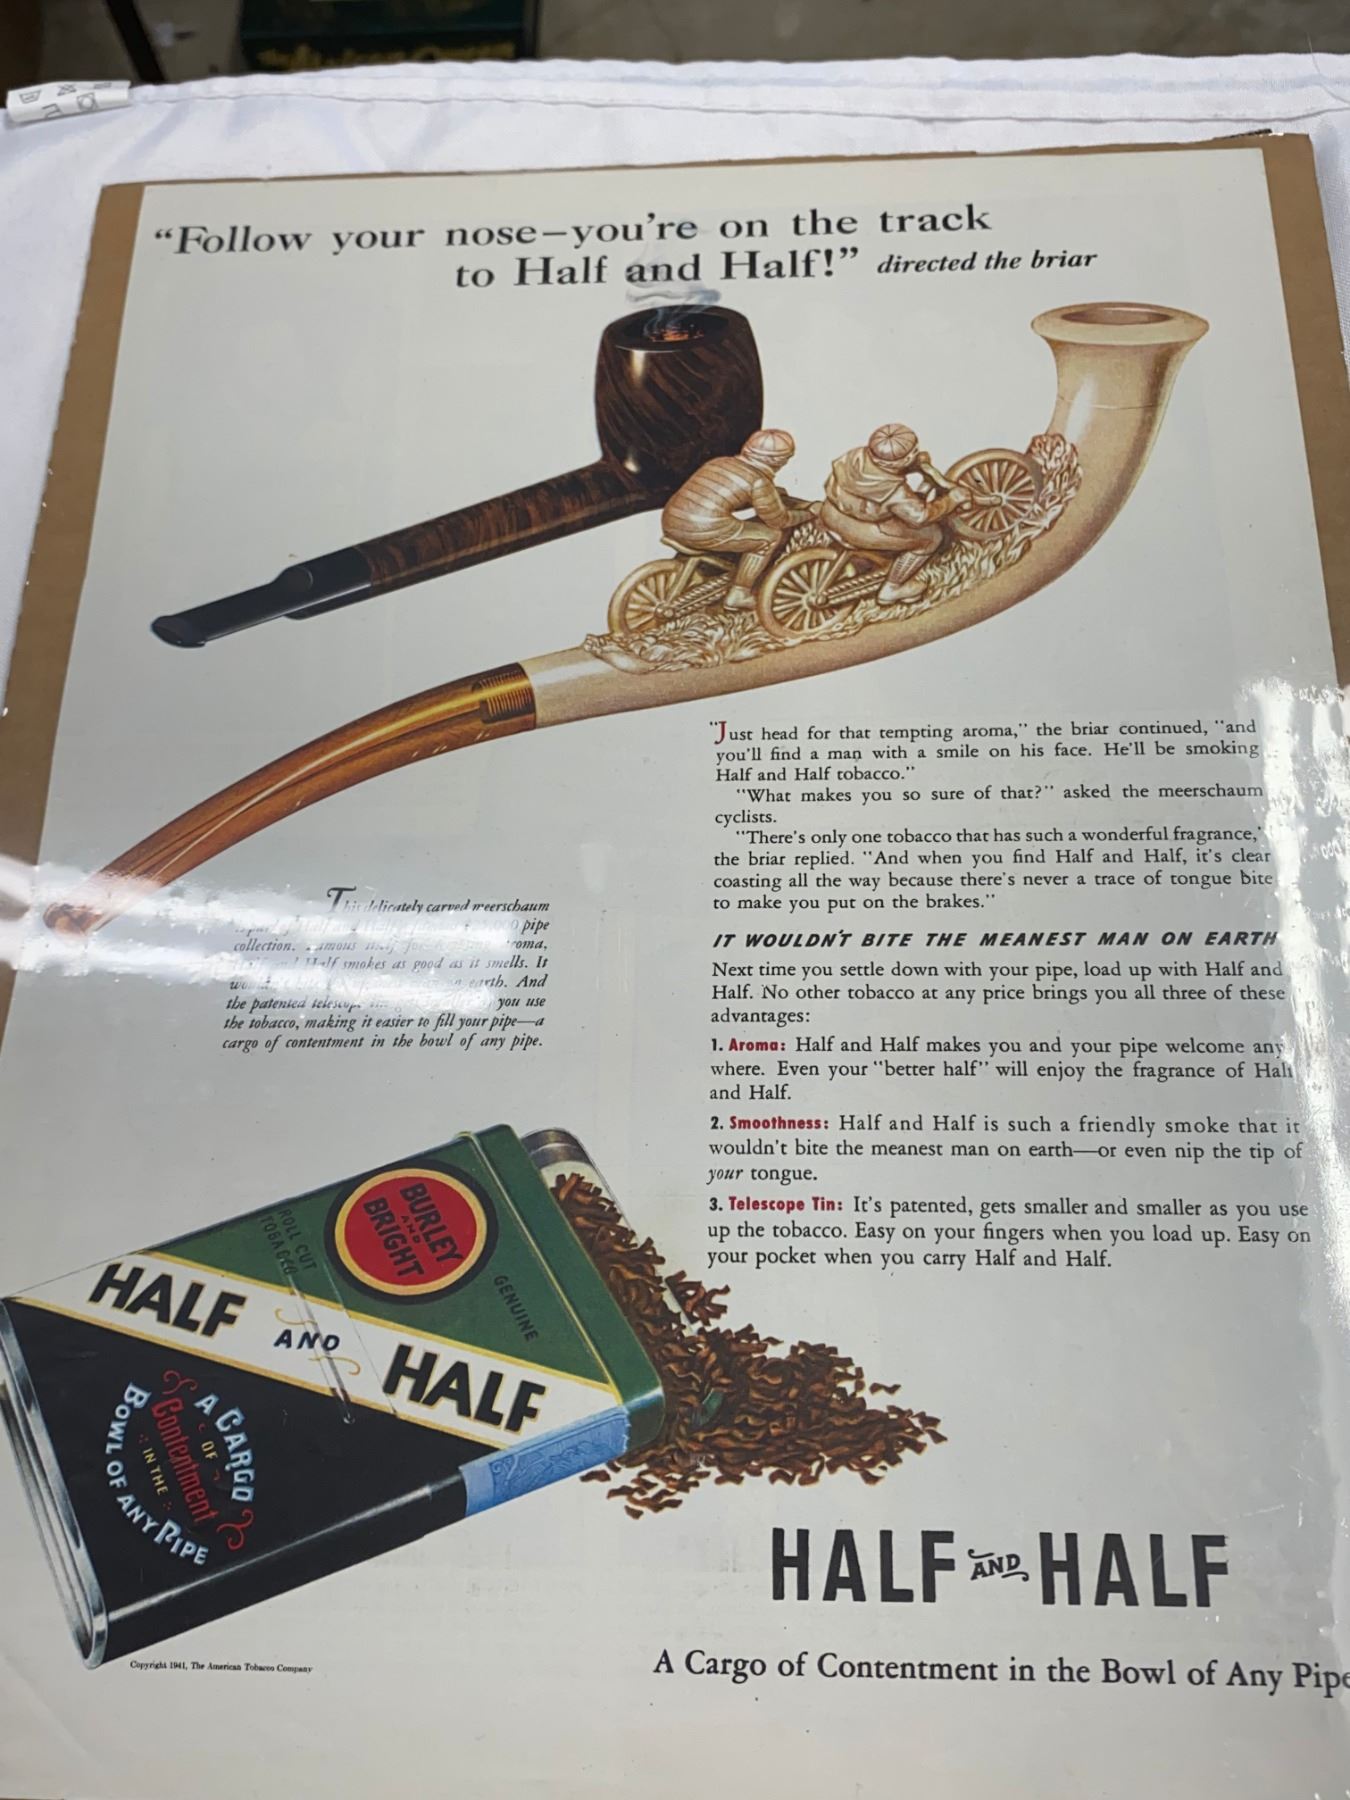 “Follow your nose—you’re on the track
to Half and Half!” directed the briar
"Just head for that tempting aroma," the briar continued, "and
you'll find a man with a smile on his face. He'll be smoking
Half and Half tobacco."
"What makes you so sure of that?" asked the meerschaum
cyclists.
"There's only one tobacco that has such a wonderful fragrance,'
the briar replied. "And when you find Half and Half, it's clear
coasting all the way because there's never a trace of tongue bite
to make you put on the brakes."
This delicately carved meerschaum
pipe
collection.
smokes as good as it smells. It
earth. And
the patented you use
the tobacco, making it easier to fill your pipe—a
cargo of contentment in the bowl of any pipe.
IT WOULDN'T BITE THE MEANEST MAN ON EARTH
Next time you settle down with your pipe, load up with Half and
Half. No other tobacco at any price brings you all three of these
advantages:
1. Aroma: Half and Half makes you and your pipe welcome any
where. Even your "better half" will enjoy the fragrance of Half
and Half.
2. Smoothness: Half and Half is such a friendly smoke that it
wouldn't bite the meanest man on earth—or even nip the tip of
your tongue.
3. Telescope Tin: It's patented, gets smaller and smaller as you use
up the tobacco. Easy on your fingers when you load up. Easy on
your pocket when you carry Half and Half.
BURLEY
AND
BRIGHT
ROLL CUT
TOBACCO
GENUINE
HALF AND HALF
A CARGO
OF
Contentment
IN THE
BOWL OF ANY PIPE
HALF AND HALF
A Cargo of Contentment in the Bowl of Any Pipe
Copyright 1941, The American Tobacco Company